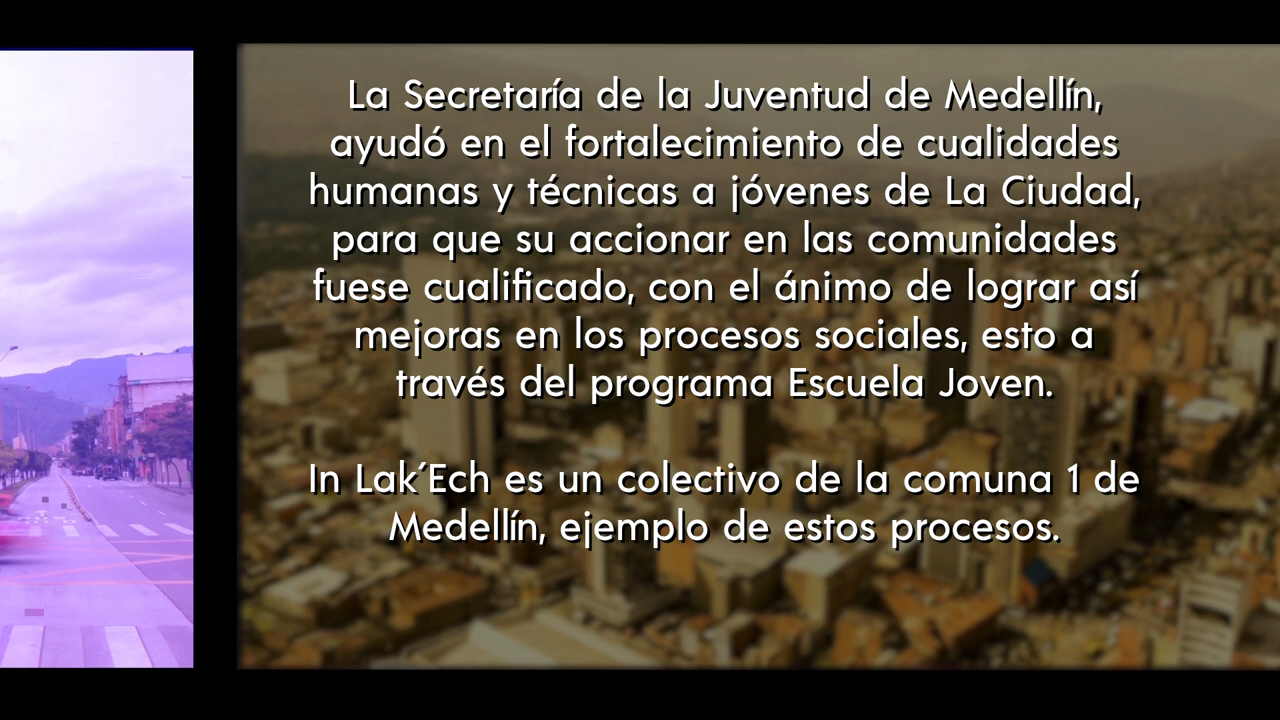 La Secretaría de la Juventud de Medellín,
ayudó en el fortalecimiento de cualidades
humanas y técnicas a jóvenes de La Ciudad,
para que su accionar en las comunidades
fuese cualificado, con el ánimo de lograr así
mejoras en los procesos sociales, esto a
través del programa Escuela Joven.
In Lak´Ech es un colectivo de la comuna 1 de
Medellín, ejemplo de estos procesos.